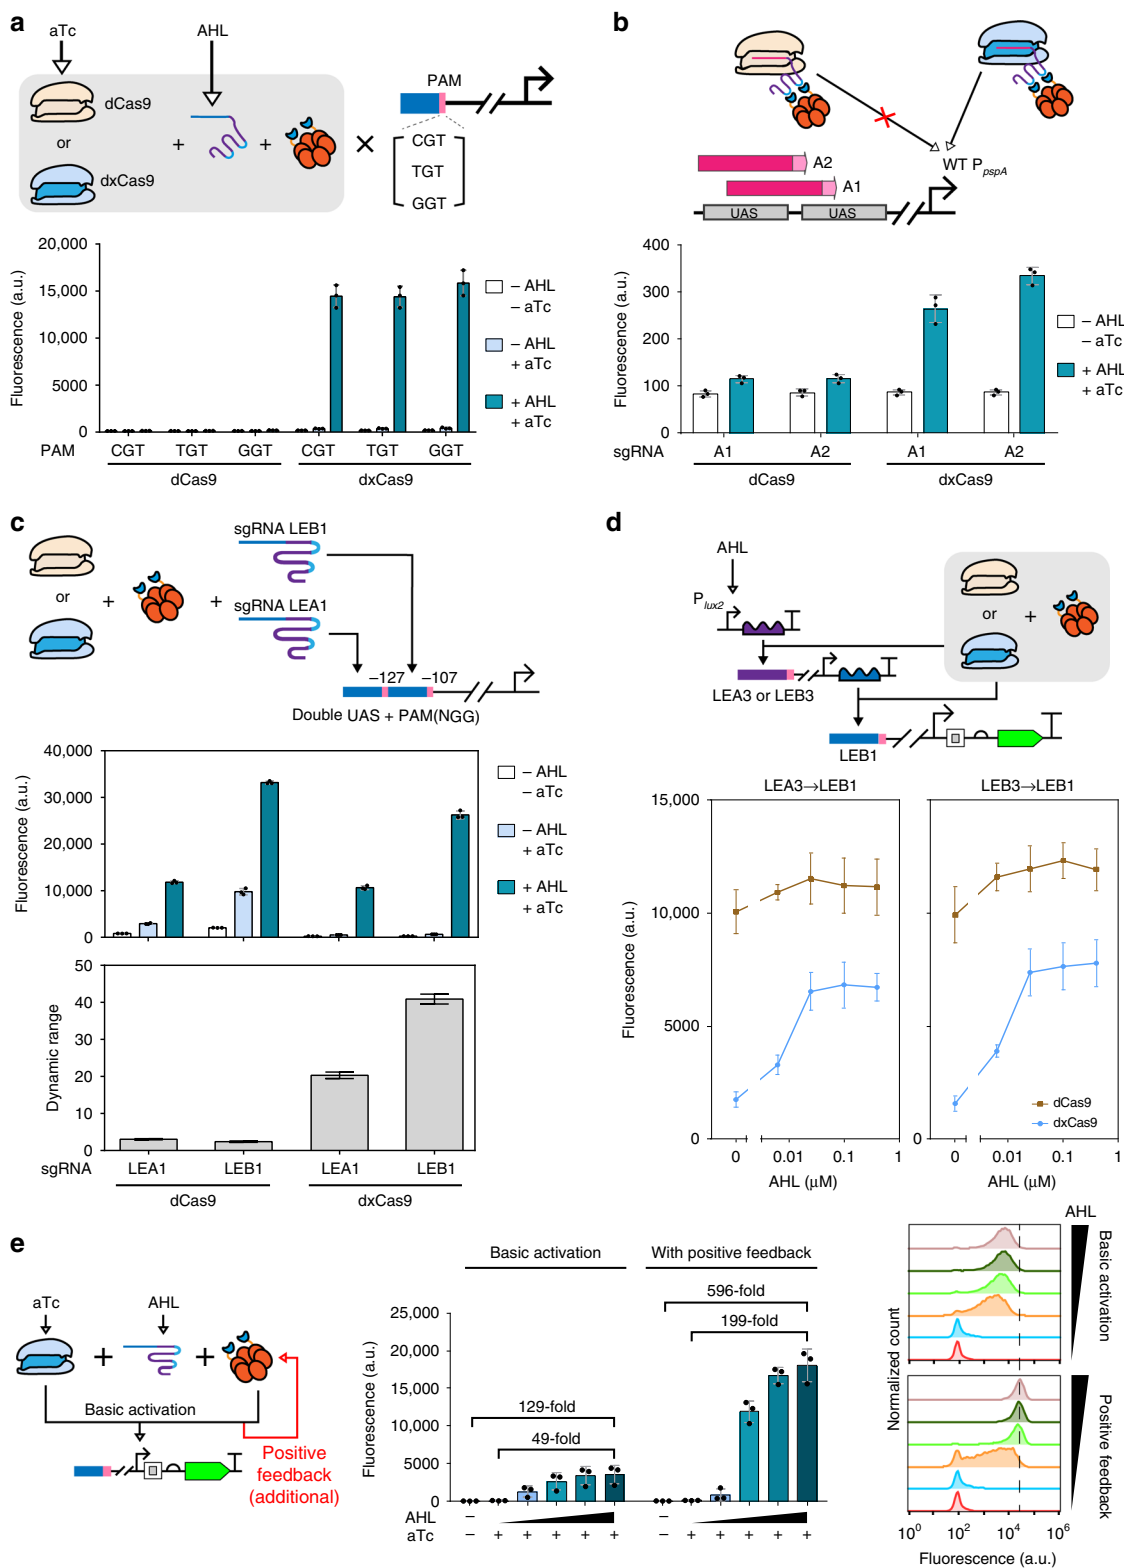 a
aTc
AHL
dCas9
or
dxCas9
+
+
×
PAM
CGT
TGT
GGT
Fluorescence (a.u.)
20,000
15,000
10,000
5000
0
– AHL
– aTc
– AHL
+ aTc
+ AHL
+ aTc
PAM CGT TGT GGT CGT TGT GGT
dCas9 dxCas9
b
WT PpspA
A2
A1
UAS UAS
Fluorescence (a.u.)
400
300
200
100
0
– AHL
– aTc
+ AHL
+ aTc
sgRNA A1 A2 A1 A2
dCas9 dxCas9
c
or
+
+
sgRNA LEB1
sgRNA LEA1
–127 –107
Double UAS + PAM(NGG)
Fluorescence (a.u.)
40,000
30,000
20,000
10,000
0
– AHL
– aTc
– AHL
+ aTc
+ AHL
+ aTc
Dynamic range
50
40
30
20
10
0
sgRNA LEA1 LEB1 LEA1 LEB1
dCas9 dxCas9
d
AHL
Plux2
or
+
LEA3 or LEB3
LEB1
LEA3→LEB1 LEB3→LEB1
Fluorescence (a.u.)
15,000
10,000
5000
0
0
dCas9
dxCas9
0 0.01 0.1 1 0 0.01 0.1 1
AHL (μM) AHL (μM)
e
aTc
AHL
+
+
Basic activation
Positive
feedback
(additional)
Basic activation With positive feedback
596-fold
199-fold
129-fold
49-fold
Fluorescence (a.u.)
25,000
20,000
15,000
10,000
5000
0
AHL – –
aTc – + + + + + – + + + + +
AHL
Basic activation
Positive feedback
Normalized count
10^0 10^2 10^4 10^6
Fluorescence (a.u.)